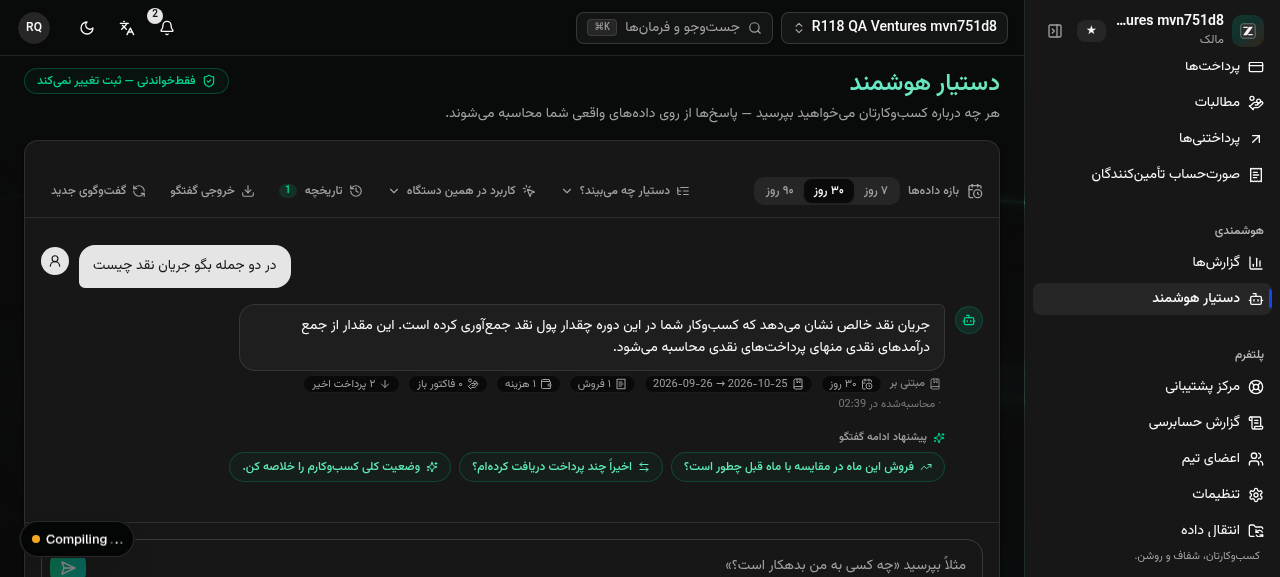 ...ures mvn751d8
مالک
پرداخت‌ها
مطالبات
پرداختنی‌ها
صورت‌حساب تأمین‌کنندگان
هوشمندی
گزارش‌ها
دستیار هوشمند
پلتفرم
مرکز پشتیبانی
گزارش حسابرسی
اعضای تیم
تنظیمات
انتقال داده
کسب‌وکارتان، شفاف و روشن.
R118 QA Ventures mvn751d8
جست‌وجو و فرمان‌ها ⌘K
2
RQ
دستیار هوشمند
فقط‌خواندنی — ثبت تغییر نمی‌کند
هر چه درباره کسب‌وکارتان می‌خواهید بپرسید — پاسخ‌ها از روی داده‌های واقعی شما محاسبه می‌شوند.
بازه داده‌ها ۷ روز ۳۰ روز ۹۰ روز دستیار چه می‌بیند؟ کاربرد در همین دستگاه تاریخچه 1 خروجی گفتگو گفت‌وگوی جدید
در دو جمله بگو جریان نقد چیست
جریان نقد خالص نشان می‌دهد که کسب‌وکار شما در این دوره چقدار پول نقد جمع‌آوری کرده است. این مقدار از جمع
درآمدهای نقدی منهای پرداخت‌های نقدی محاسبه می‌شود.
مبتنی بر ۳۰ روز 2026-09-26 → 2026-10-25 ۱ فروش ۱ هزینه ۰ فاکتور باز ۲ پرداخت اخیر
· محاسبه‌شده در 02:39
پیشنهاد ادامه گفتگو
فروش این ماه در مقایسه با ماه قبل چطور است؟ اخیراً چند پرداخت دریافت کرده‌ام؟ وضعیت کلی کسب‌وکارم را خلاصه کن.
مثلاً بپرسید «چه کسی به من بدهکار است؟»
Compiling ...